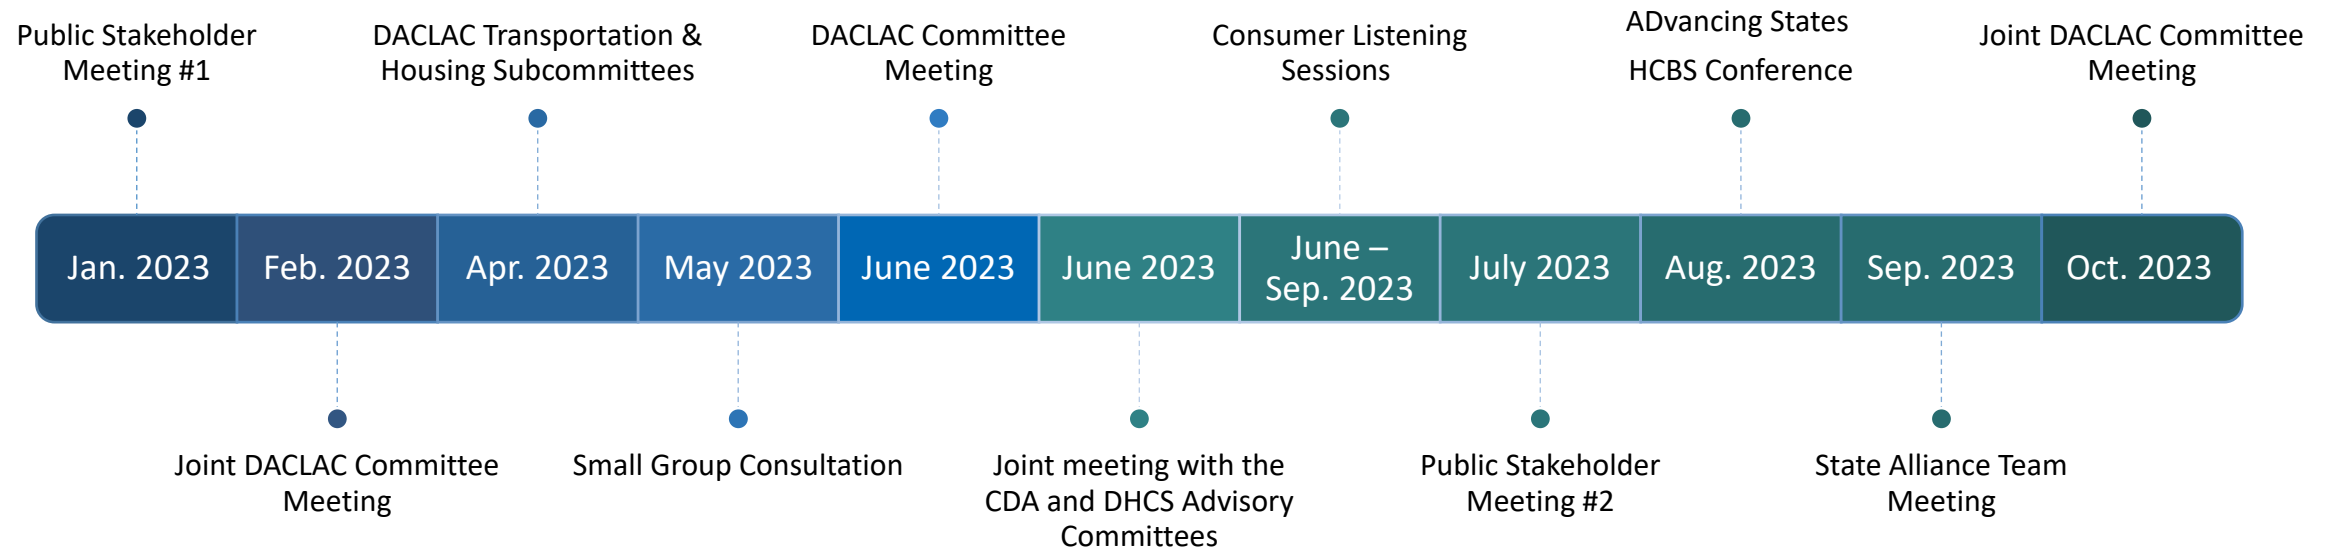 Public Stakeholder
Meeting #1
DACLAC Transportation &
Housing Subcommittees
DACLAC Committee
Meeting
Consumer Listening
Sessions
ADvancing States
HCBS Conference
Joint DACLAC Committee
Meeting
Jan. 2023
Feb. 2023
Apr. 2023
May 2023
June 2023
June 2023
June –
Sep. 2023
July 2023
Aug. 2023
Sep. 2023
Oct. 2023
Joint DACLAC Committee
Meeting
Small Group Consultation
Joint meeting with the
CDA and DHCS Advisory
Committees
Public Stakeholder
Meeting #2
State Alliance Team
Meeting